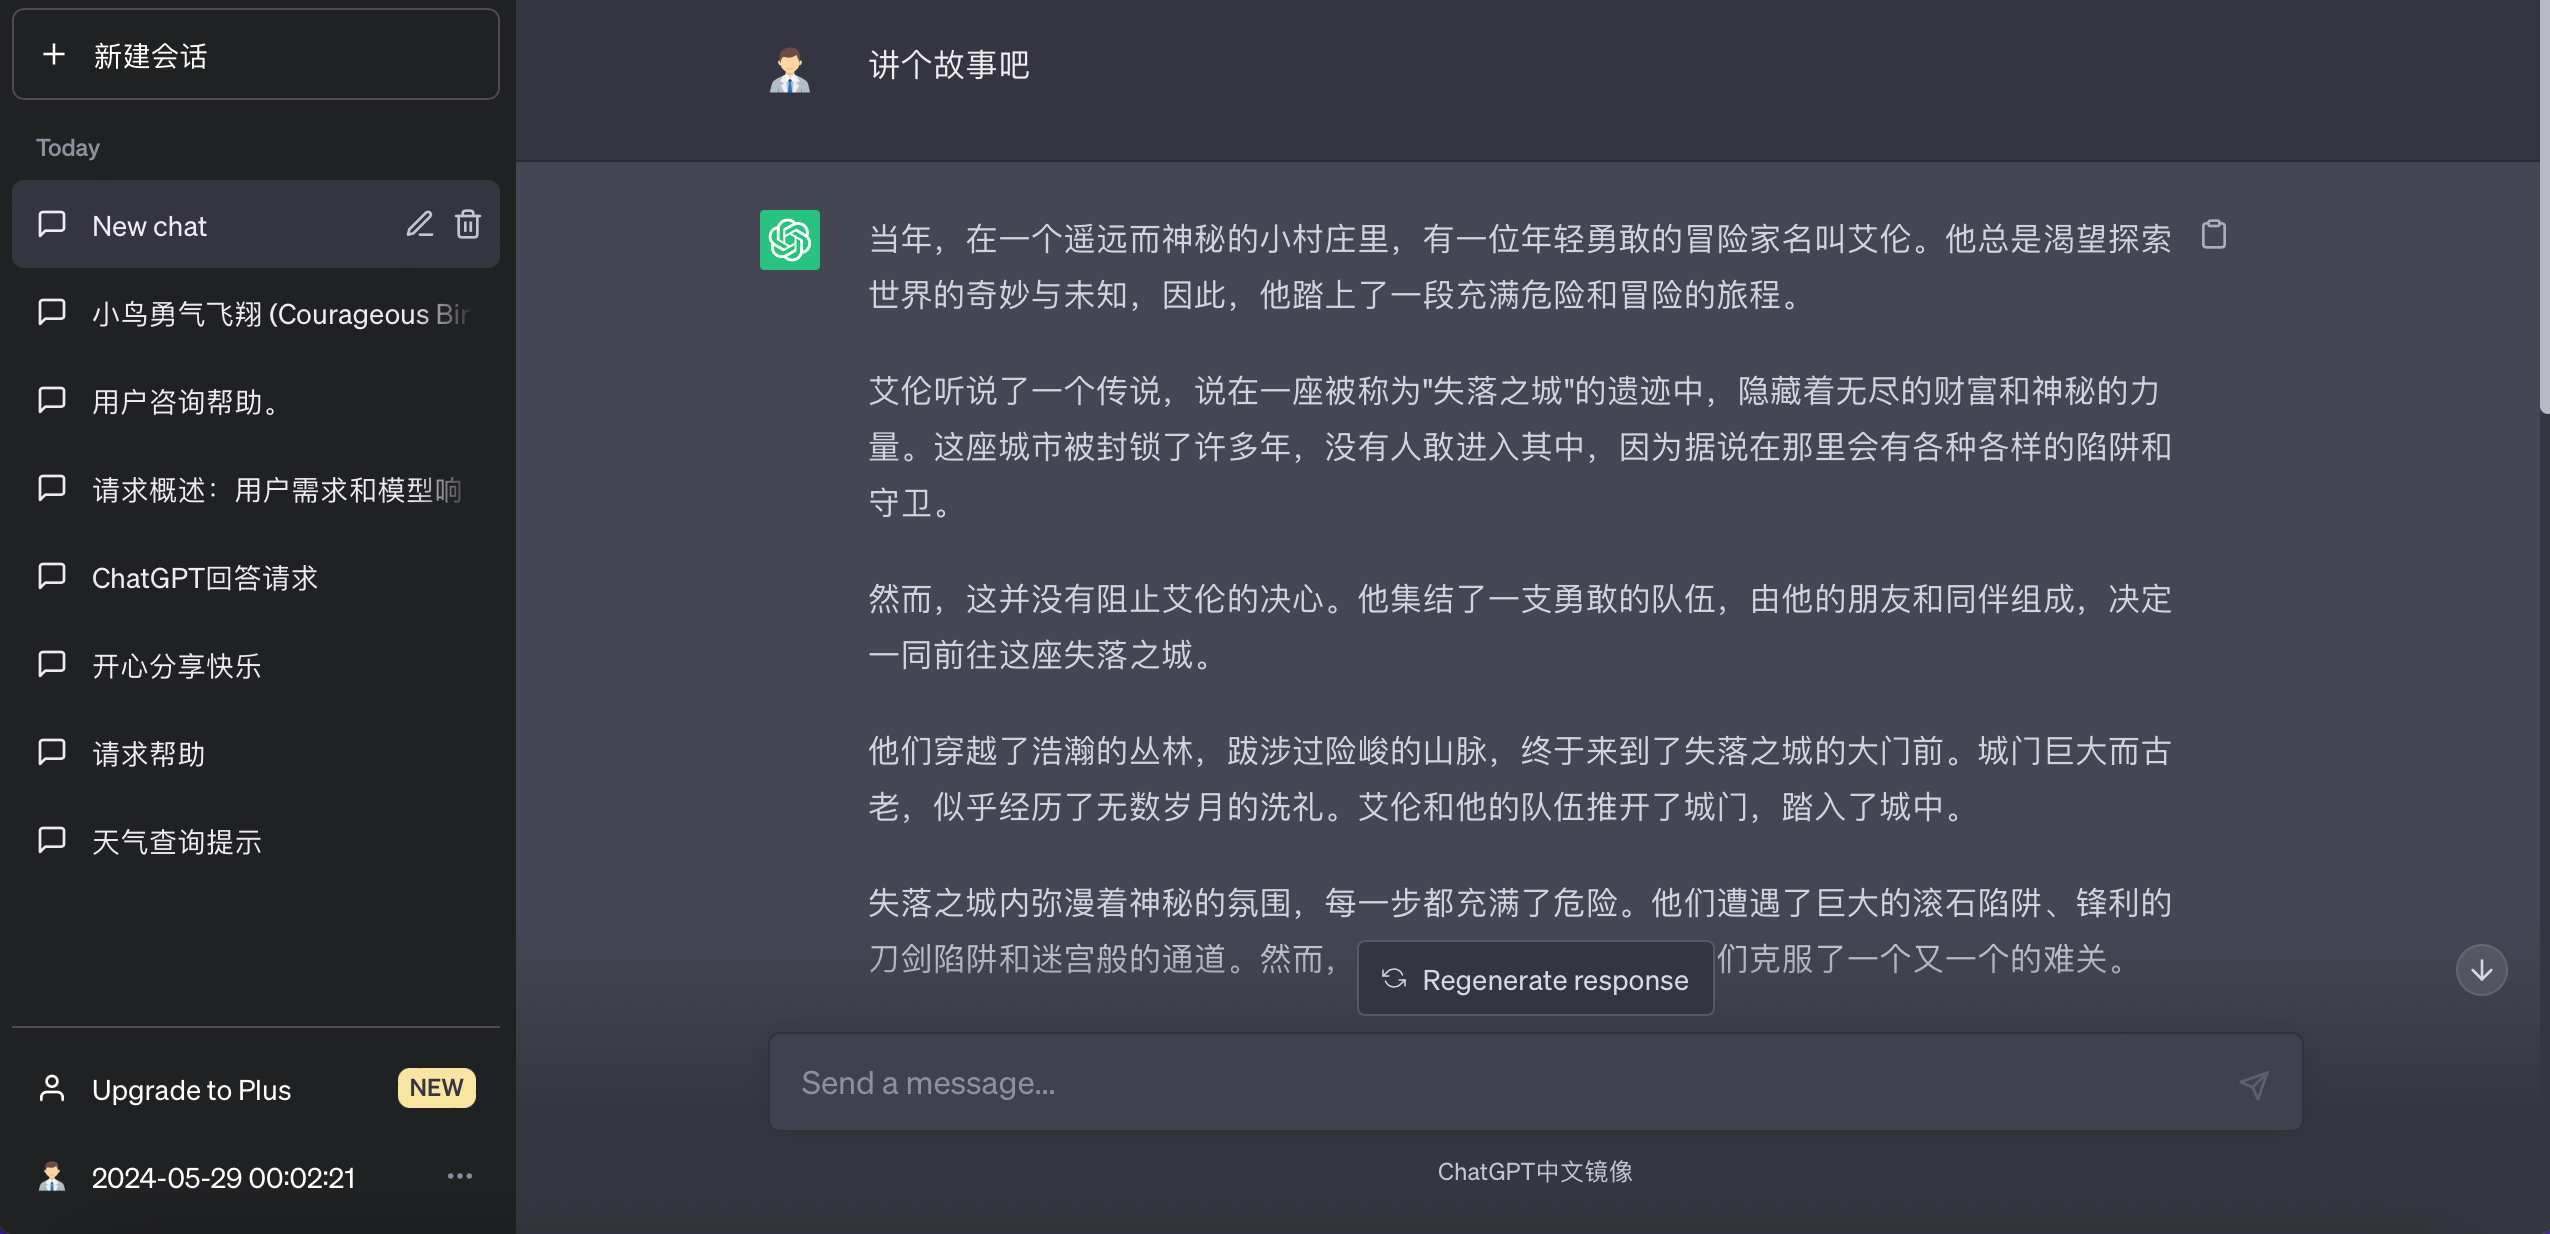 新建会话
Today
New chat
小鸟勇气飞翔 (Courageous Bir
用户咨询帮助。
请求概述：用户需求和模型响
ChatGPT回答请求
开心分享快乐
请求帮助
天气查询提示
Upgrade to Plus
NEW
2024-05-29 00:02:21
讲个故事吧
当年，在一个遥远而神秘的小村庄里，有一位年轻勇敢的冒险家名叫艾伦。他总是渴望探索
世界的奇妙与未知，因此，他踏上了一段充满危险和冒险的旅程。
艾伦听说了一个传说，说在一座被称为"失落之城"的遗迹中，隐藏着无尽的财富和神秘的力
量。这座城市被封锁了许多年，没有人敢进入其中，因为据说在那里会有各种各样的陷阱和
守卫。
然而，这并没有阻止艾伦的决心。他集结了一支勇敢的队伍，由他的朋友和同伴组成，决定
一同前往这座失落之城。
他们穿越了浩瀚的丛林，跋涉过险峻的山脉，终于来到了失落之城的大门前。城门巨大而古
老，似乎经历了无数岁月的洗礼。艾伦和他的队伍推开了城门，踏入了城中。
失落之城内弥漫着神秘的氛围，每一步都充满了危险。他们遭遇了巨大的滚石陷阱、锋利的
刀剑陷阱和迷宫般的通道。然而，
们克服了一个又一个的难关。
Regenerate response
Send a message...
ChatGPT中文镜像